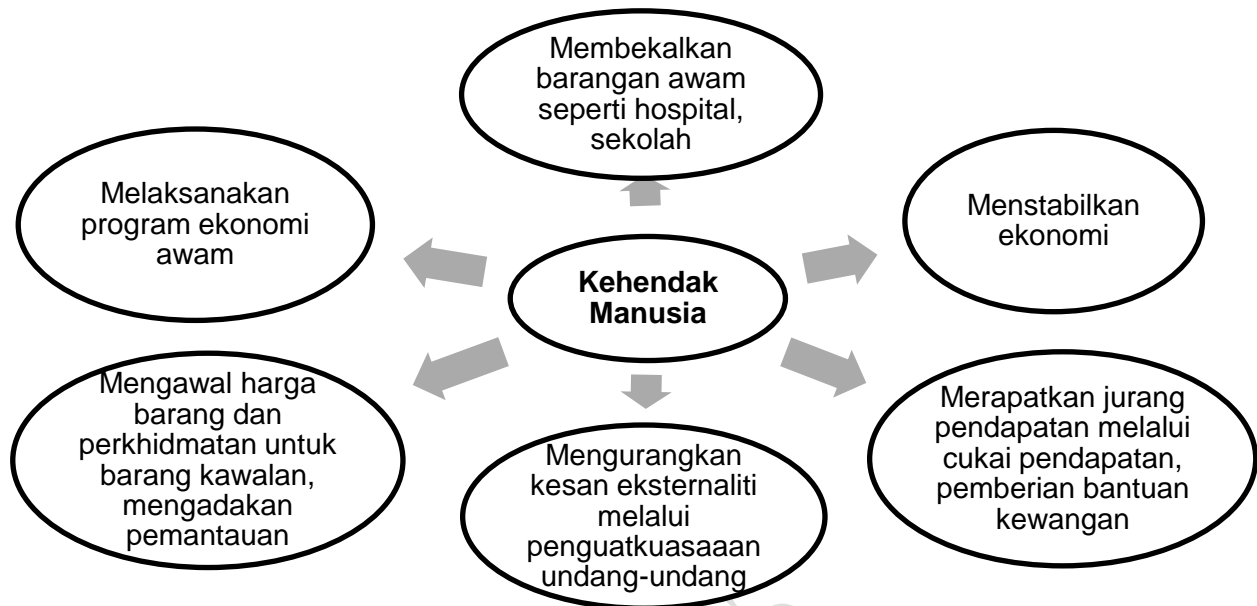 Membekalkan
barangan awam
seperti hospital,
sekolah
Melaksanakan
program ekonomi
awam
Menstabilkan
ekonomi
Kehendak
Manusia
Mengawal harga
barang dan
perkhidmatan untuk
barang kawalan,
mengadakan
pemantauan
Mengurangkan
kesan eksternaliti
melalui
penguatkuasaaan
undang-undang
Merapatkan jurang
pendapatan melalui
cukai pendapatan,
pemberian bantuan
kewangan